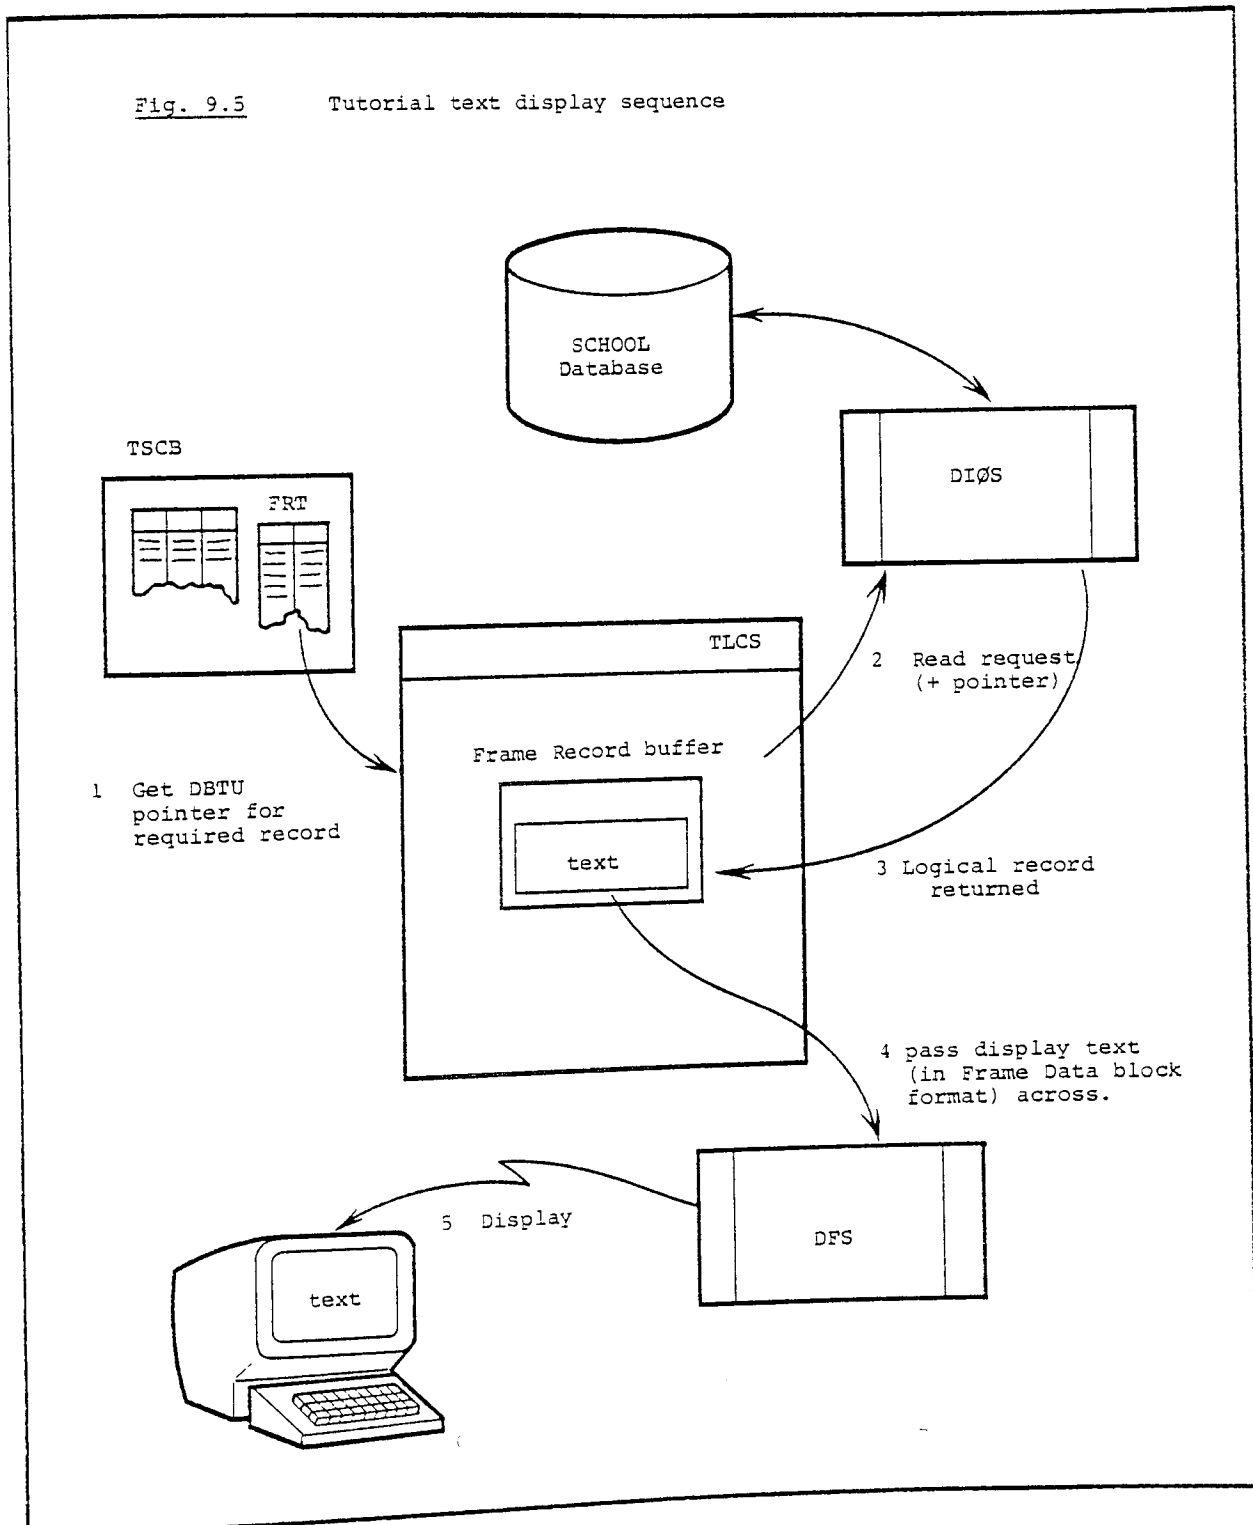 Fig. 9.5 Tutorial text display sequence
SCHOOL
Database
TSCB
FRT
DIØS
TLCS
2 Read request
(+ pointer)
Frame Record buffer
1 Get DBTU
pointer for
required record
text
3 Logical record
returned
4 pass display text
(in Frame Data block
format) across.
5 Display
DFS
text